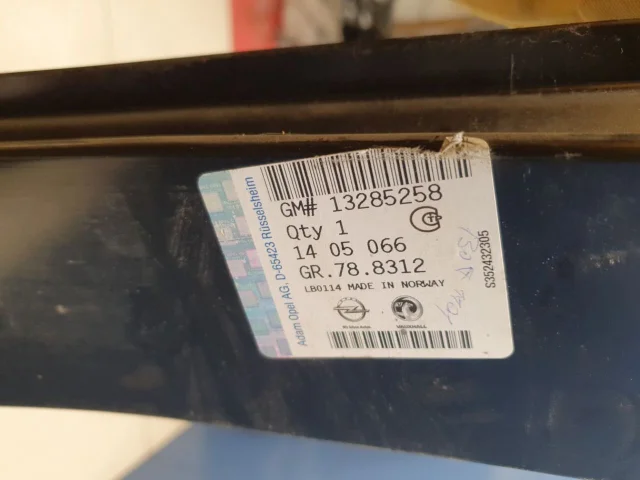 GM# 13285258
Qty 1
14 05 066
GR.78.8312
LB0114 MADE IN NORWAY
VAUXHALL
Adam Opel AG, D-65423 Rüsselsheim
S352432305